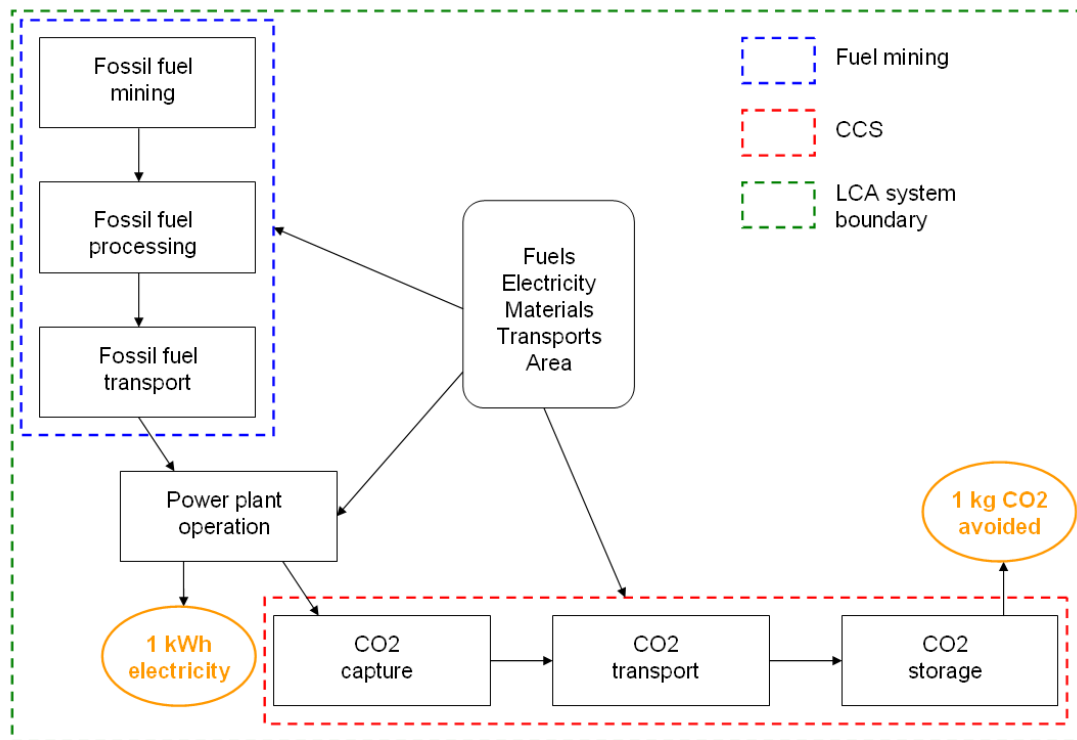 Fossil fuel
mining
Fossil fuel
processing
Fossil fuel
transport
Fuels
Electricity
Materials
Transports
Area
Fuel mining
CCS
LCA system
boundary
Power plant
operation
1 kWh
electricity
CO2
capture
CO2
transport
CO2
storage
1 kg CO2
avoided